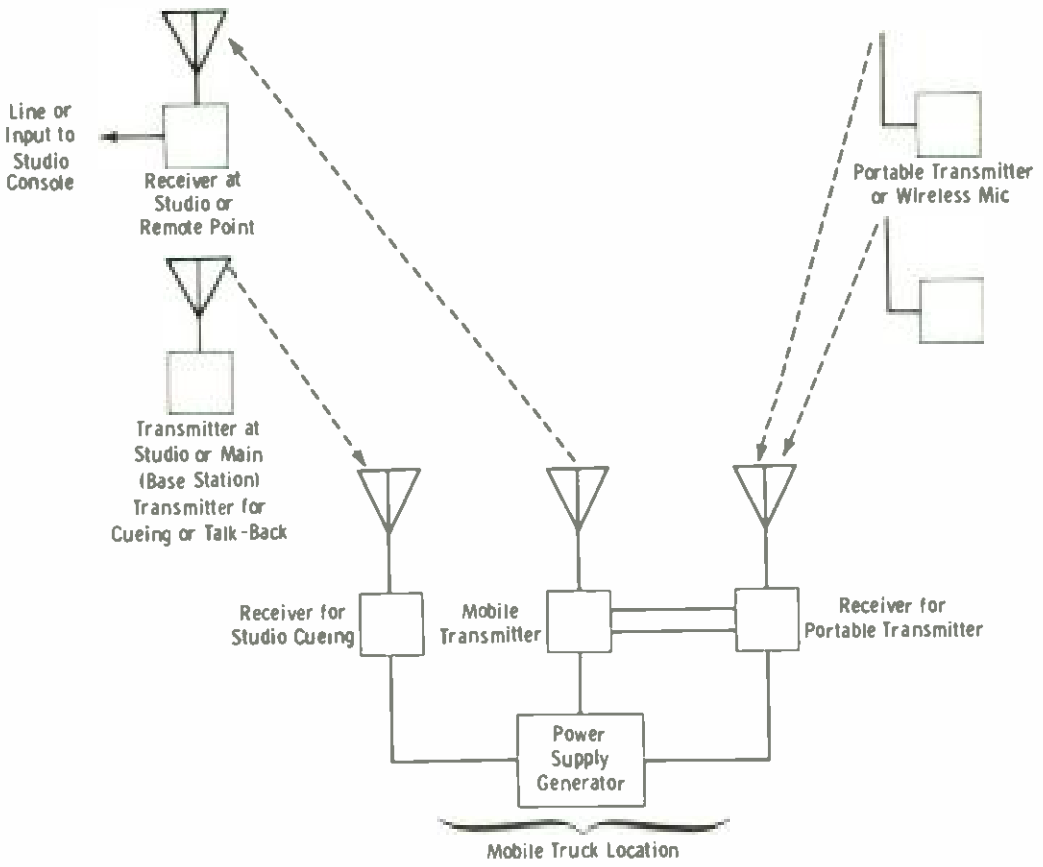 Line or
Input to
Studio
Console
Receiver at
Studio or
Remote Point
Portable Transmitter
or Wireless Mic
Transmitter at
Studio or Main
(Base Station)
Transmitter for
Cueing or Talk-Back
Receiver for
Studio Cueing
Mobile
Transmitter
Receiver for
Portable Transmitter
Power
Supply
Generator
Mobile Truck Location